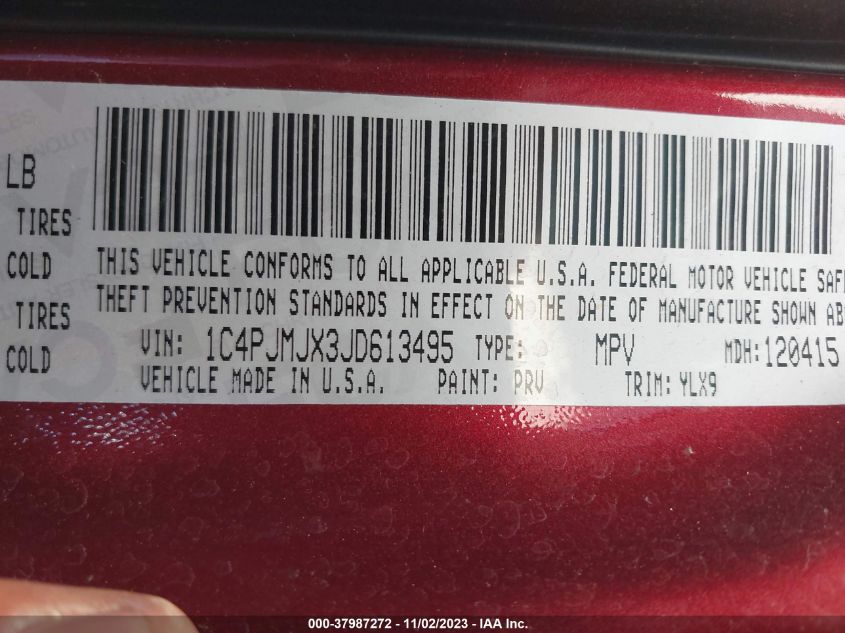 LB
TIRES
COLD
TIRES
COLD
THIS VEHICLE CONFORMS TO ALL APPLICABLE U.S.A. FEDERAL MOTOR VEHICLE SAFE
THEFT PREVENTION STANDARDS IN EFFECT ON THE DATE OF MANUFACTURE SHOWN AB
VIN: 1C4PJMJX3JD613495 TYPE: MPV MDH:120415
VEHICLE MADE IN U.S.A. PAINT: PRV TRIM: YLX9
000-37987272 - 11/02/2023 - IAA Inc.